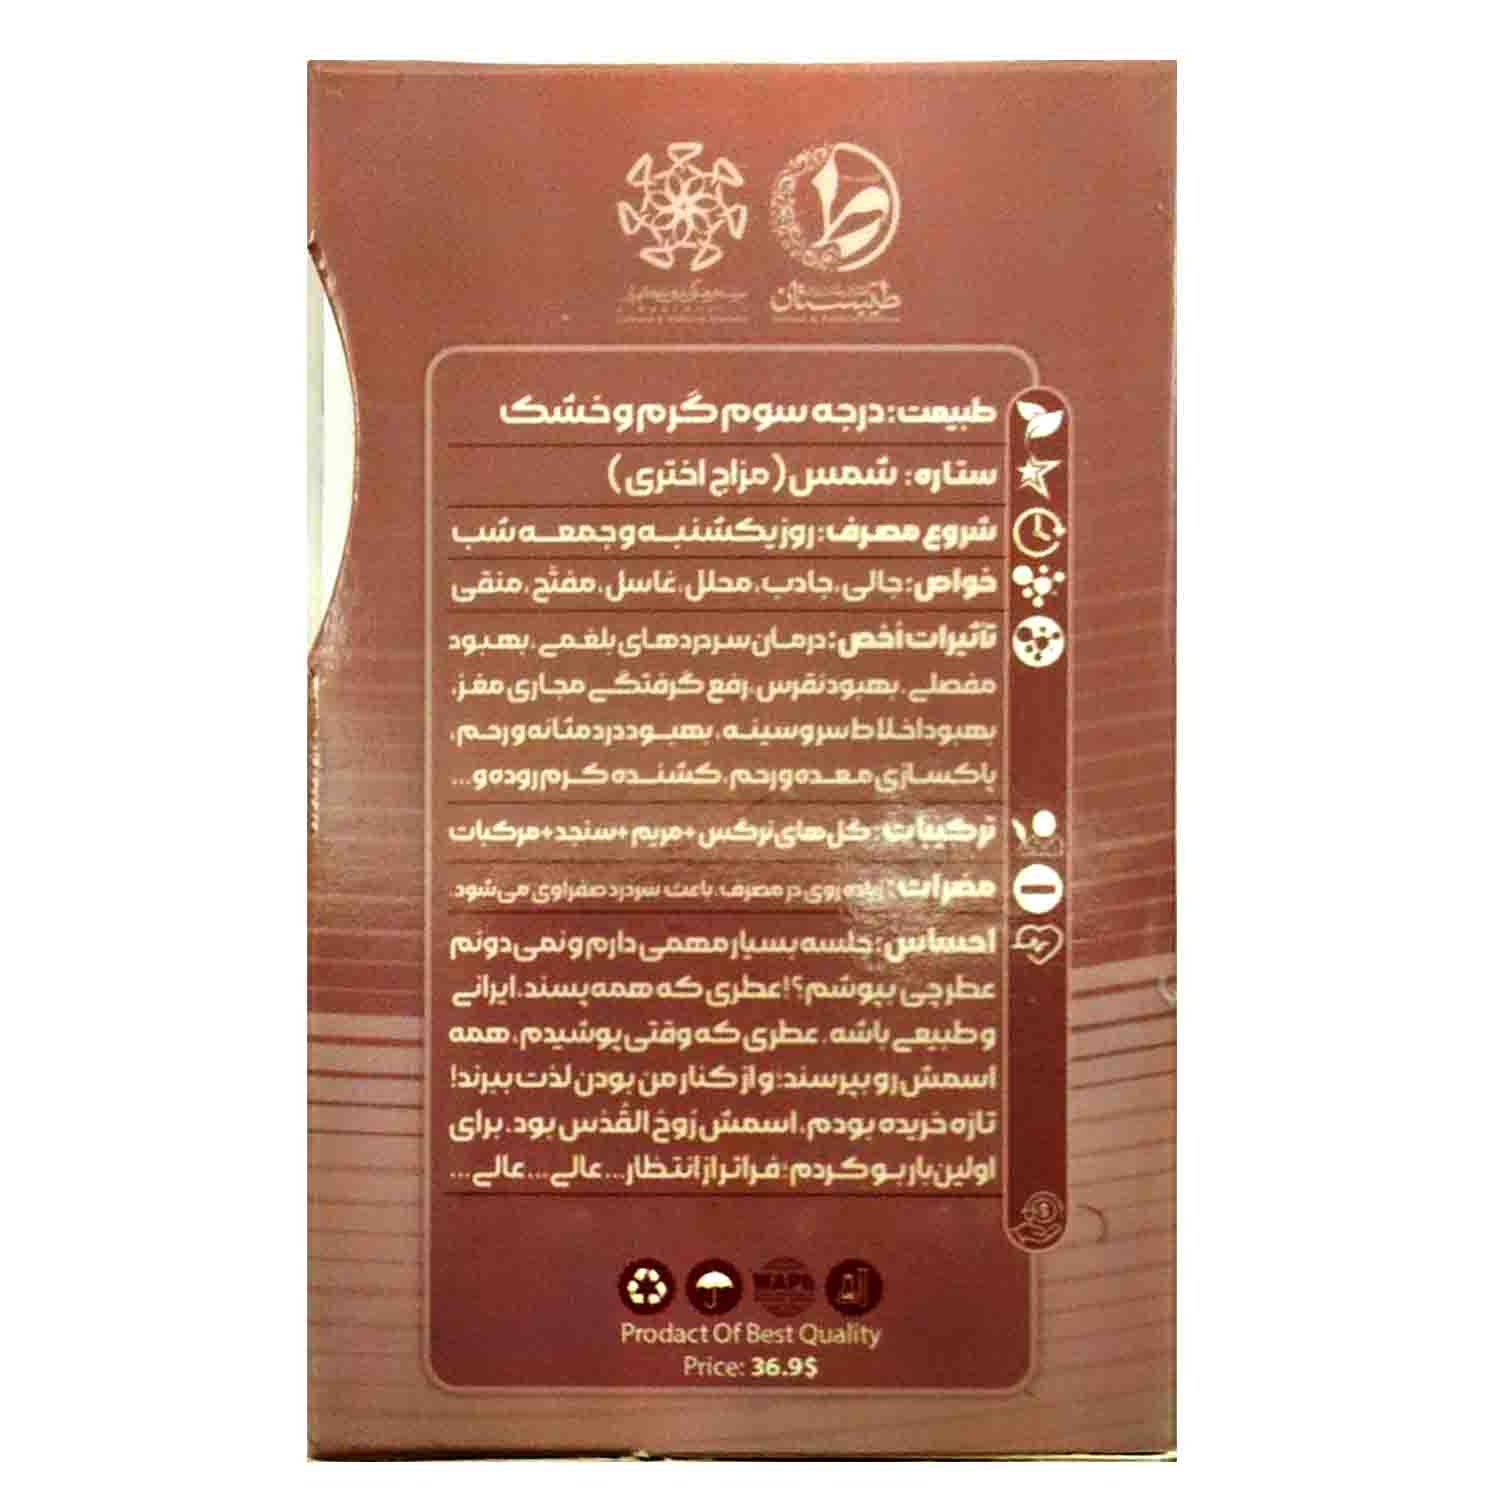 طبیستان
طبیعت: درجه سوم گرم و خشک
ستاره: شمس (مزاج اختری)
شروع مصرف: روز یکشنبه و جمعه شب
خواص: جالی، جاذب، محلل، غاسل، مفتّح، منقی
تأثیرات أخص: درمان سردردهای بلغمی، بهبود
مفصلی، بهبود نقرس، رفع گرفتگی مجاری مغز،
بهبود اخلاط سر و سینه، بهبود درد مثانه و رحم،
پاکسازی معده و رحم، کشنده کرم روده و...
ترکیبات: گل‌های نرگس+مریم+سنجد+مرکبات
مضرات: زیاده روی در مصرف، باعث سردرد صفراوی می‌شود.
احساس: جلسه بسیار مهمی دارم و نمی دونم
عطر چی بپوشم؟! عطری که همه پسند، ایرانی
و طبیعی باشه، عطری که وقتی پوشیدم، همه
اسمش رو بپرسند؛ و از کنار من بودن لذت ببرند!
تازه خریده بودم، اسمش رُوحُ القُدُس بود، برای
اولین بار بو کردم؛ فراتر از انتظار... عالی... عالی...
WAPB
Prodact Of Best Quality
Price: 36.9$